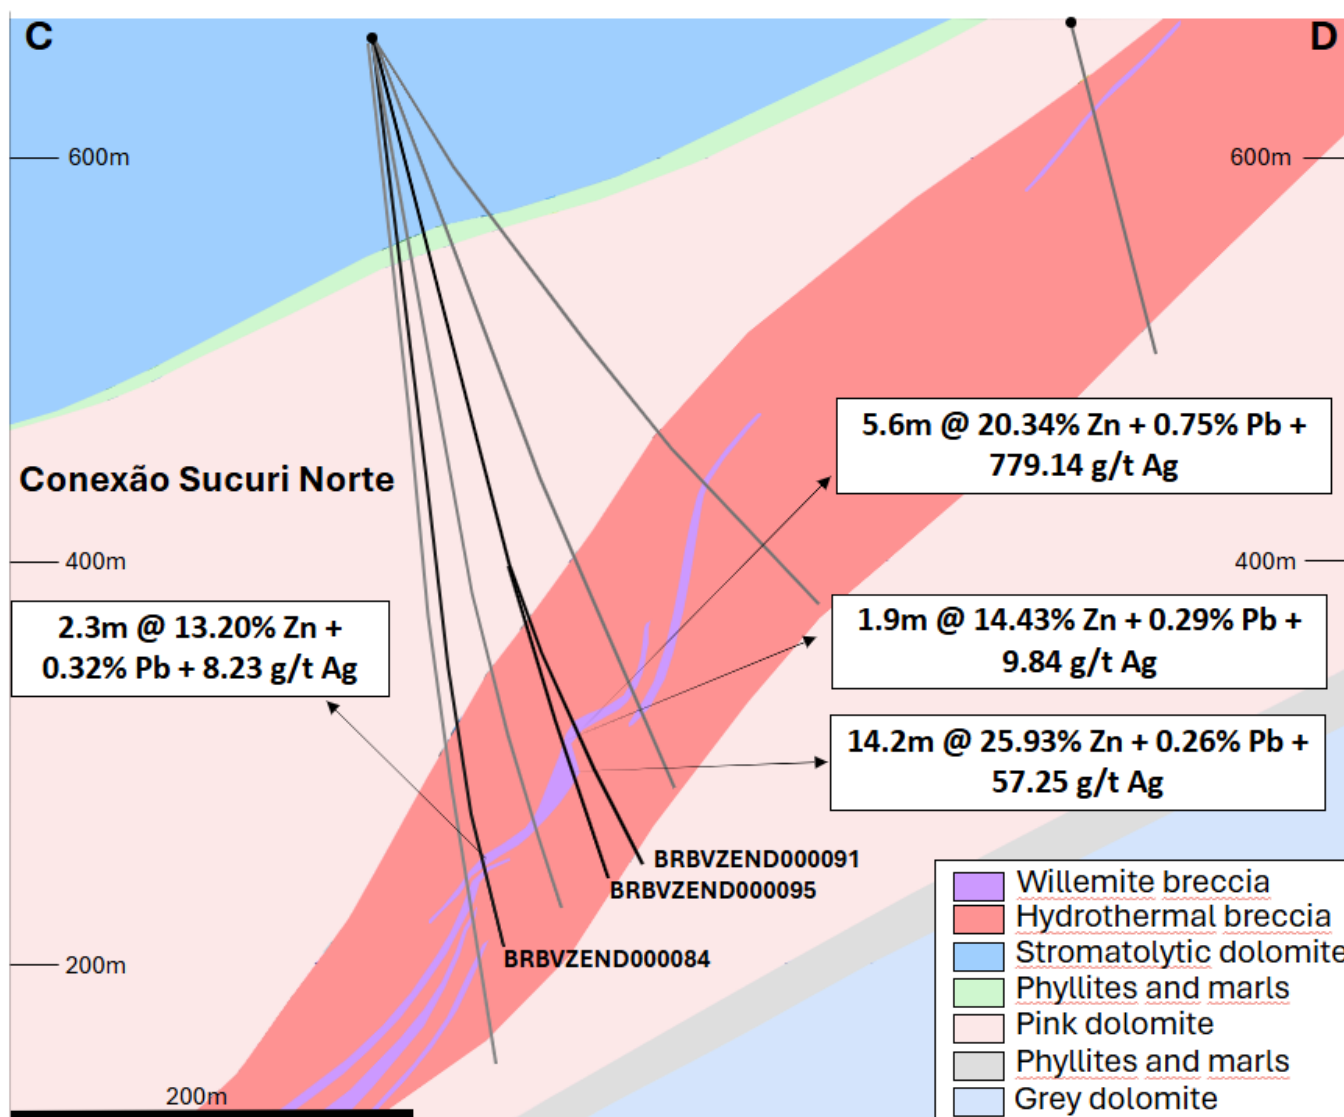 C
D
600m
600m
5.6m @ 20.34% Zn + 0.75% Pb +
779.14 g/t Ag
Conexão Sucuri Norte
400m
400m
2.3m @ 13.20% Zn +
0.32% Pb + 8.23 g/t Ag
1.9m @ 14.43% Zn + 0.29% Pb +
9.84 g/t Ag
14.2m @ 25.93% Zn + 0.26% Pb +
57.25 g/t Ag
BRBVZEND000091
BRBVZEND000095
BRBVZEND000084
200m
200m
Willemite breccia
Hydrothermal breccia
Stromatolytic dolomite
Phyllites and marls
Pink dolomite
Phyllites and marls
Grey dolomite